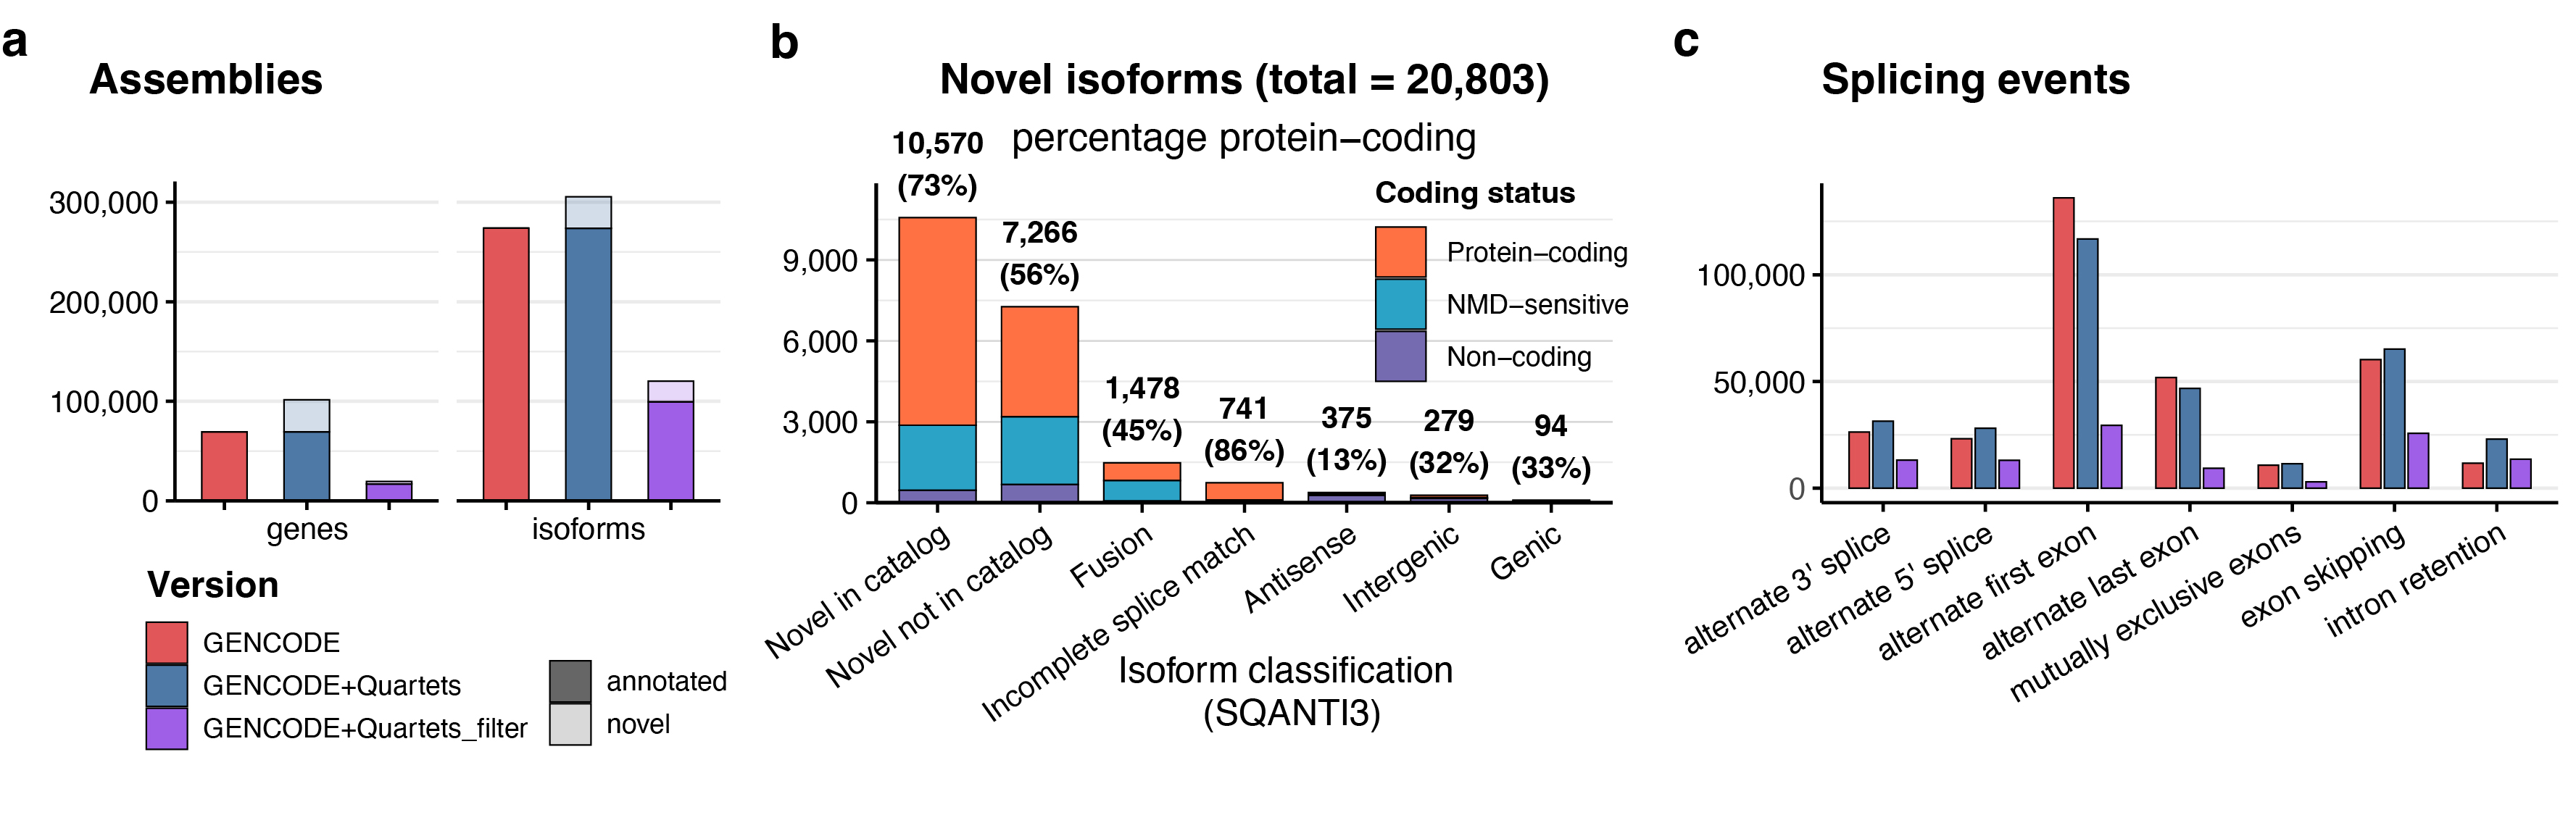 a
Assemblies
300,000
200,000
100,000
0
genes
isoforms
Version
GENCODE
GENCODE+Quartets
GENCODE+Quartets_filter
annotated
novel
b
Novel isoforms (total = 20,803)
percentage protein−coding
10,570
(73%)
7,266
(56%)
1,478
(45%)
741
(86%)
375
(13%)
279
(32%)
94
(33%)
Coding status
Protein−coding
NMD−sensitive
Non−coding
9,000
6,000
3,000
0
Novel in catalog
Novel not in catalog
Fusion
Incomplete splice match
Antisense
Intergenic
Genic
Isoform classification
(SQANTI3)
c
Splicing events
100,000
50,000
0
alternate 3' splice
alternate 5' splice
alternate first exon
alternate last exon
mutually exclusive exons
exon skipping
intron retention